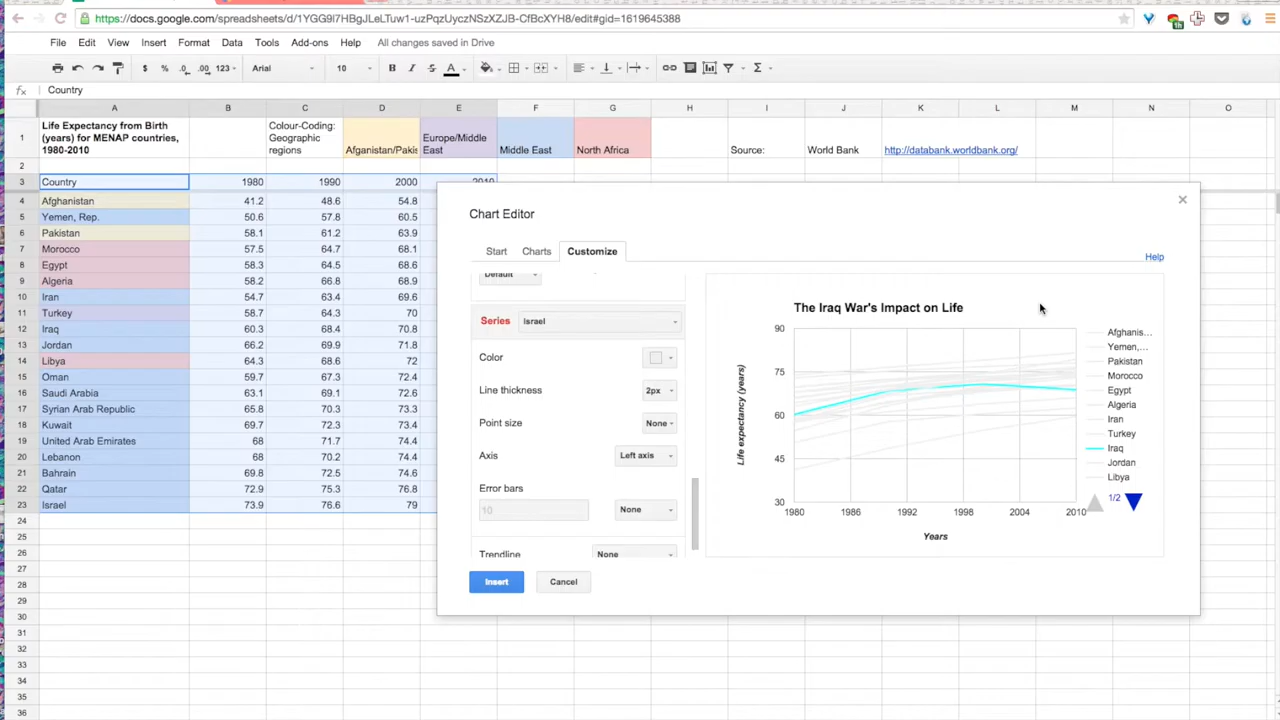 https://docs.google.com/spreadsheets/d/1YGG9I7HBgJLeLTuw1-uzPqzUyczNSzXZJB-CfBcXYH8/edit#gid=1619645388
File Edit View Insert Format Data Tools Add-ons Help All changes saved in Drive
$ % .0 .00 123 Arial 10 B I S A Σ
fx Country
A B C D E F G H I J K L M N O
1 Life Expectancy from Birth (years) for MENAP countries, 1980-2010
Colour-Coding: Geographic regions
Afganistan/Pakis
Europe/Middle East
Middle East
North Africa
Source:
World Bank
http://databank.worldbank.org/
2
3 Country 1980 1990 2000 2010
4 Afghanistan 41.2 48.6 54.8
5 Yemen, Rep. 50.6 57.8 60.5
6 Pakistan 58.1 61.2 63.9
7 Morocco 57.5 64.7 68.1
8 Egypt 58.3 64.5 68.6
9 Algeria 58.2 66.8 68.9
10 Iran 54.7 63.4 69.6
11 Turkey 58.7 64.3 70
12 Iraq 60.3 68.4 70.8
13 Jordan 66.2 69.9 71.8
14 Libya 64.3 68.6 72
15 Oman 59.7 67.3 72.4
16 Saudi Arabia 63.1 69.1 72.6
17 Syrian Arab Republic 65.8 70.3 73.3
18 Kuwait 69.7 72.3 73.4
19 United Arab Emirates 68 71.7 74.4
20 Lebanon 68 70.2 74.4
21 Bahrain 69.8 72.5 74.6
22 Qatar 72.9 75.3 76.8
23 Israel 73.9 76.6 79
24
25
26
27
28
29
30
31
32
33
34
35
36
Chart Editor
Start Charts Customize
Help
Default
Series Israel
Color
Line thickness 2px
Point size None
Axis Left axis
Error bars
10 None
Trendline None
Insert Cancel
The Iraq War's Impact on Life
Life expectancy (years)
90
75
60
45
30
1980 1986 1992 1998 2004 2010
Years
Afghanis...
Yemen,...
Pakistan
Morocco
Egypt
Algeria
Iran
Turkey
Iraq
Jordan
Libya
1/2